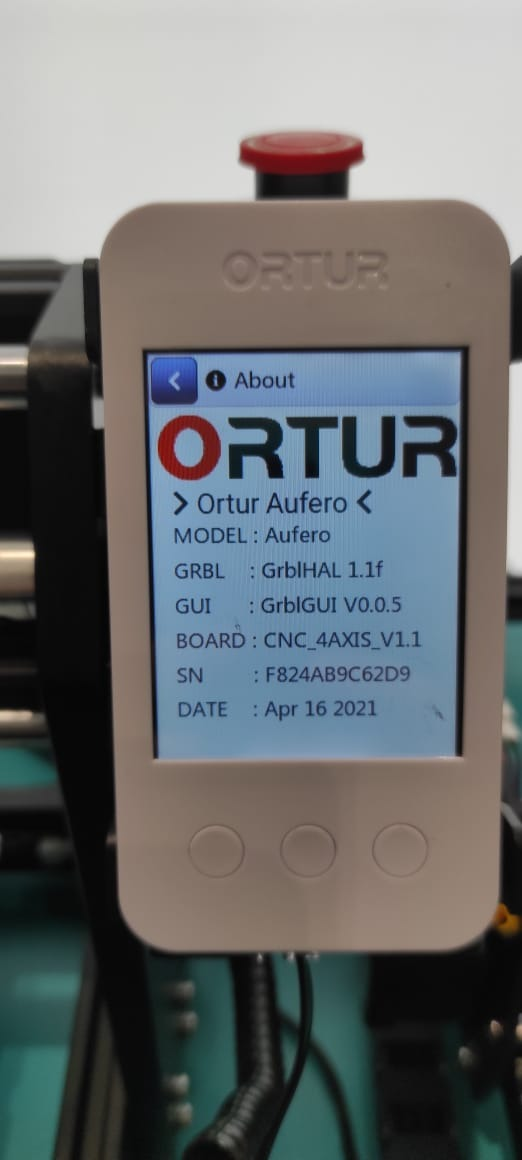 ORTUR
About
ORTUR
> Ortur Aufero <
MODEL : Aufero
GRBL : GrblHAL 1.1f
GUI : GrblGUI V0.0.5
BOARD : CNC_4AXIS_V1.1
SN : F824AB9C62D9
DATE : Apr 16 2021